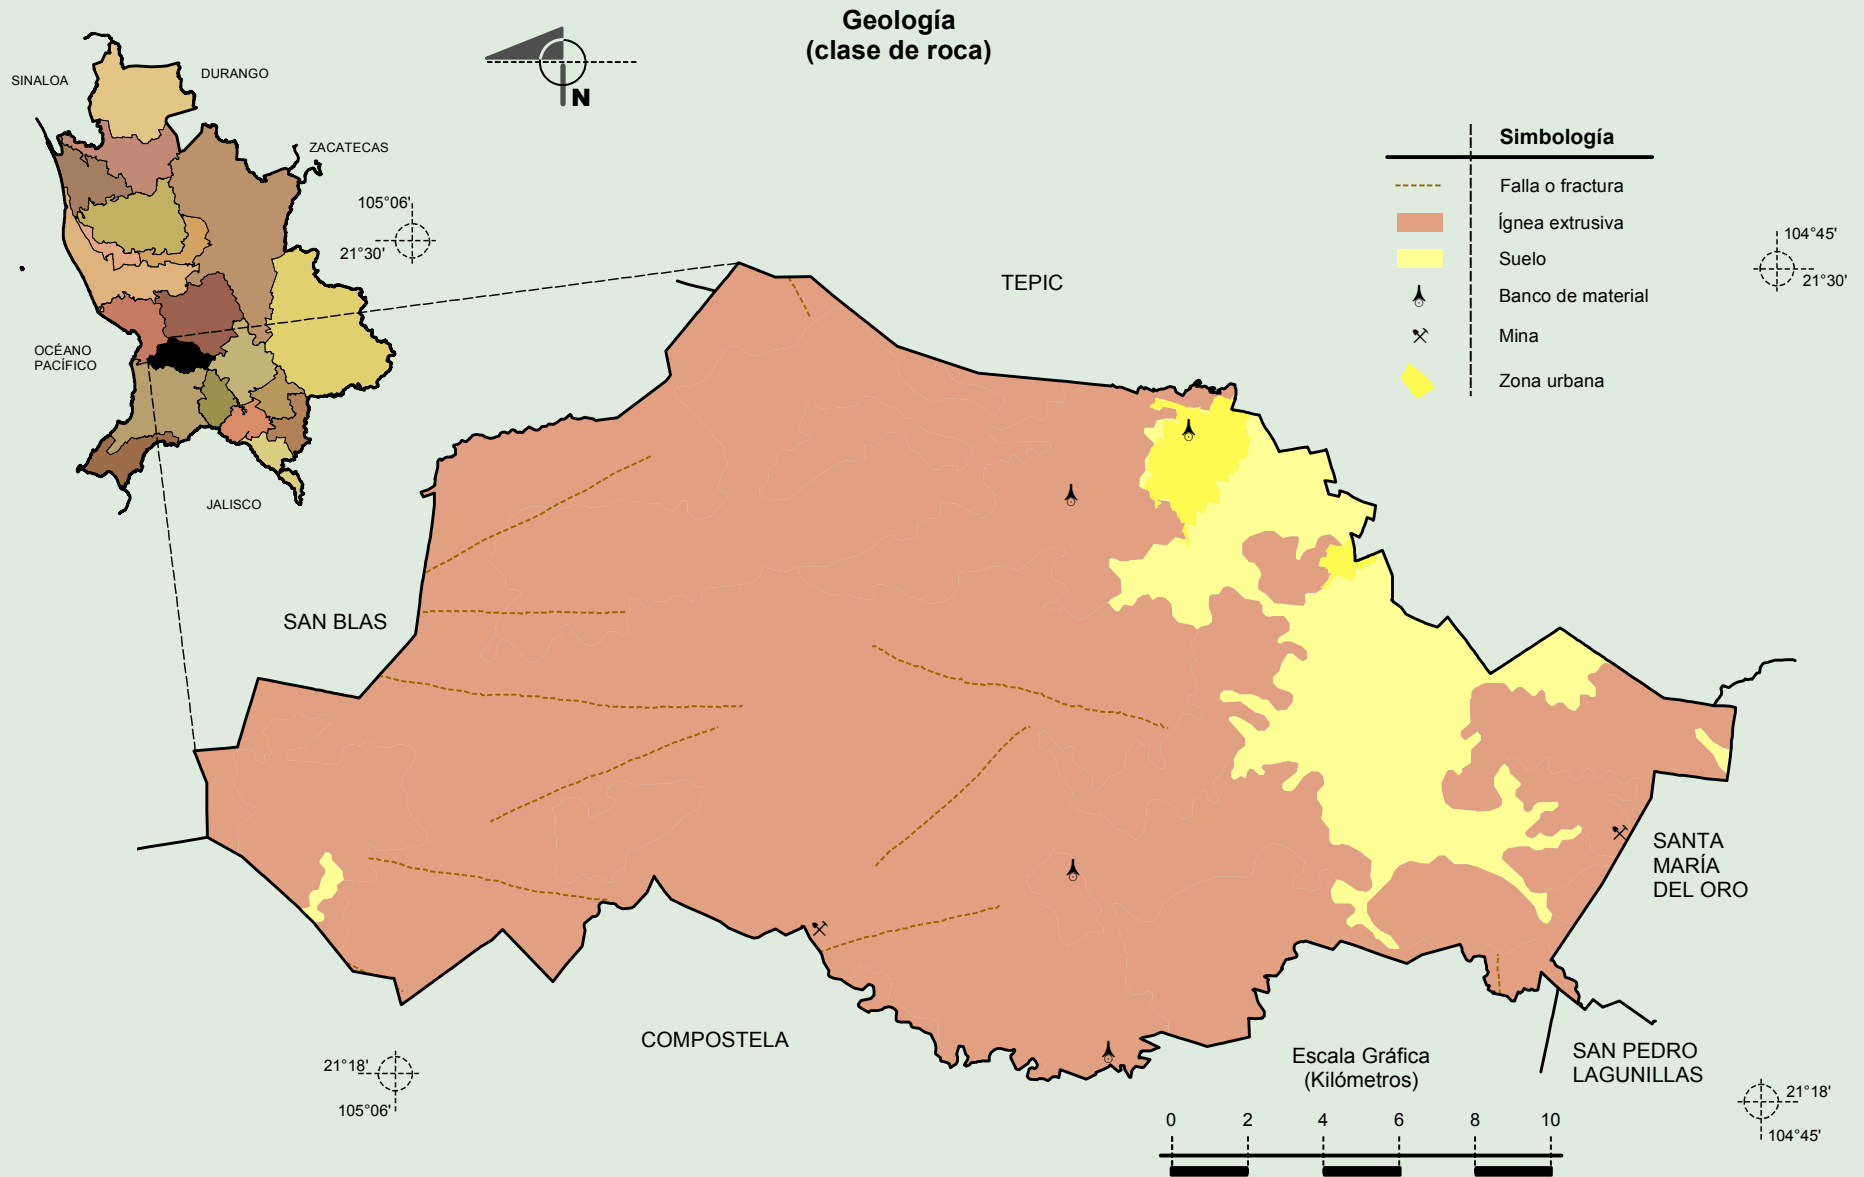 Geología
(clase de roca)
SINALOA
DURANGO
ZACATECAS
OCÉANO
PACÍFICO
JALISCO
N
105°06'
21°30'
104°45'
21°30'
Simbología
Falla o fractura
Ígnea extrusiva
Suelo
Banco de material
Mina
Zona urbana
TEPIC
SAN BLAS
SANTA
MARÍA
DEL ORO
COMPOSTELA
SAN PEDRO
LAGUNILLAS
21°18'
105°06'
Escala Gráfica
(Kilómetros)
0 2 4 6 8 10
21°18'
104°45'